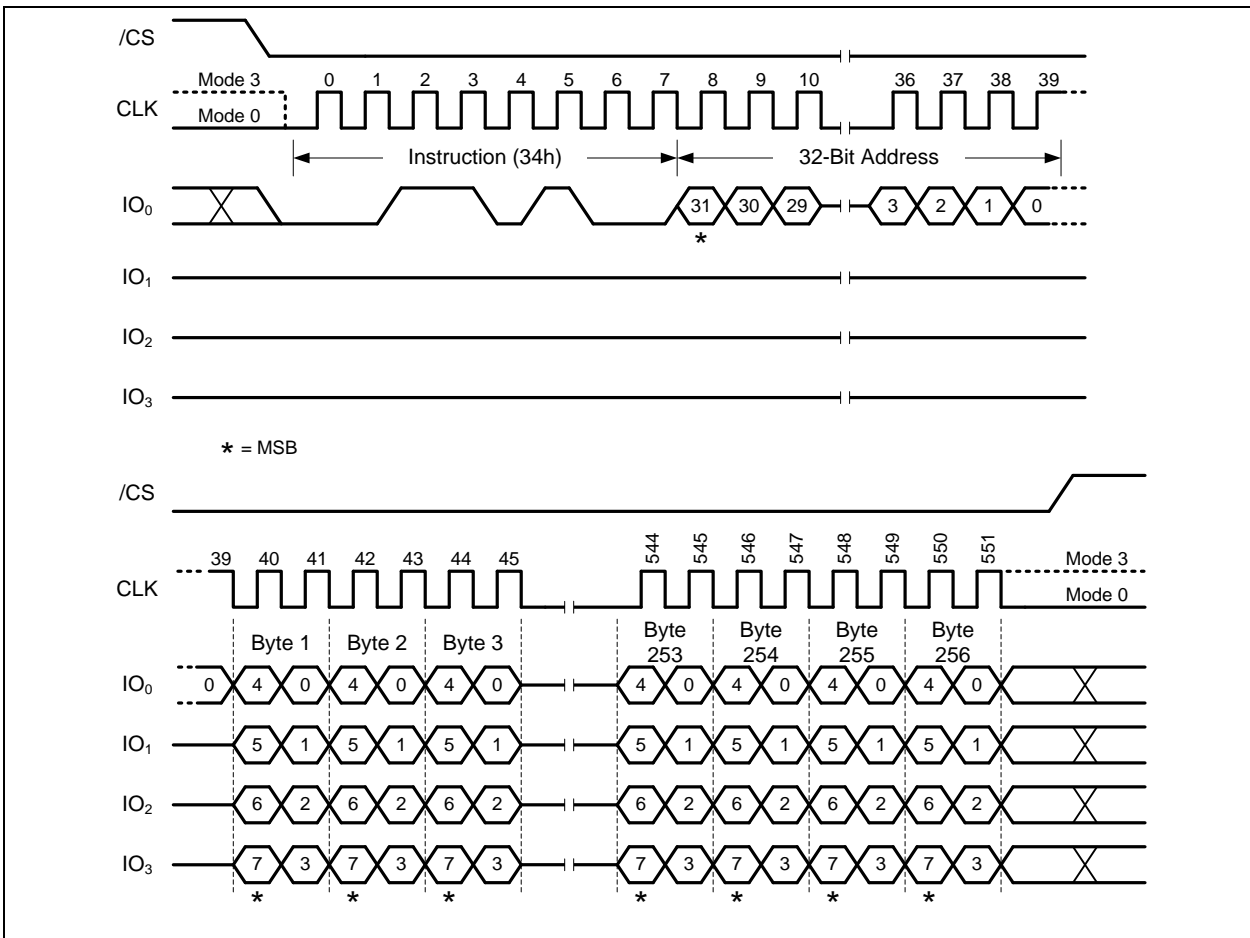 /CS
Mode 3 0 1 2 3 4 5 6 7 8 9 10 36 37 38 39
CLK
Mode 0
Instruction (34h) 32-Bit Address
IO0 31 30 29 3 2 1 0
*
IO1
IO2
IO3
* = MSB
/CS
39 40 41 42 43 44 45 544 545 546 547 548 549 550 551 Mode 3
CLK
Mode 0
Byte 1 Byte 2 Byte 3 Byte 253 Byte 254 Byte 255 Byte 256
IO0 0 4 0 4 0 4 0 4 0 4 0 4 0 4 0
IO1 5 1 5 1 5 1 5 1 5 1 5 1 5 1
IO2 6 2 6 2 6 2 6 2 6 2 6 2 6 2
IO3 7 3 7 3 7 3 7 3 7 3 7 3 7 3
* * * * * * *